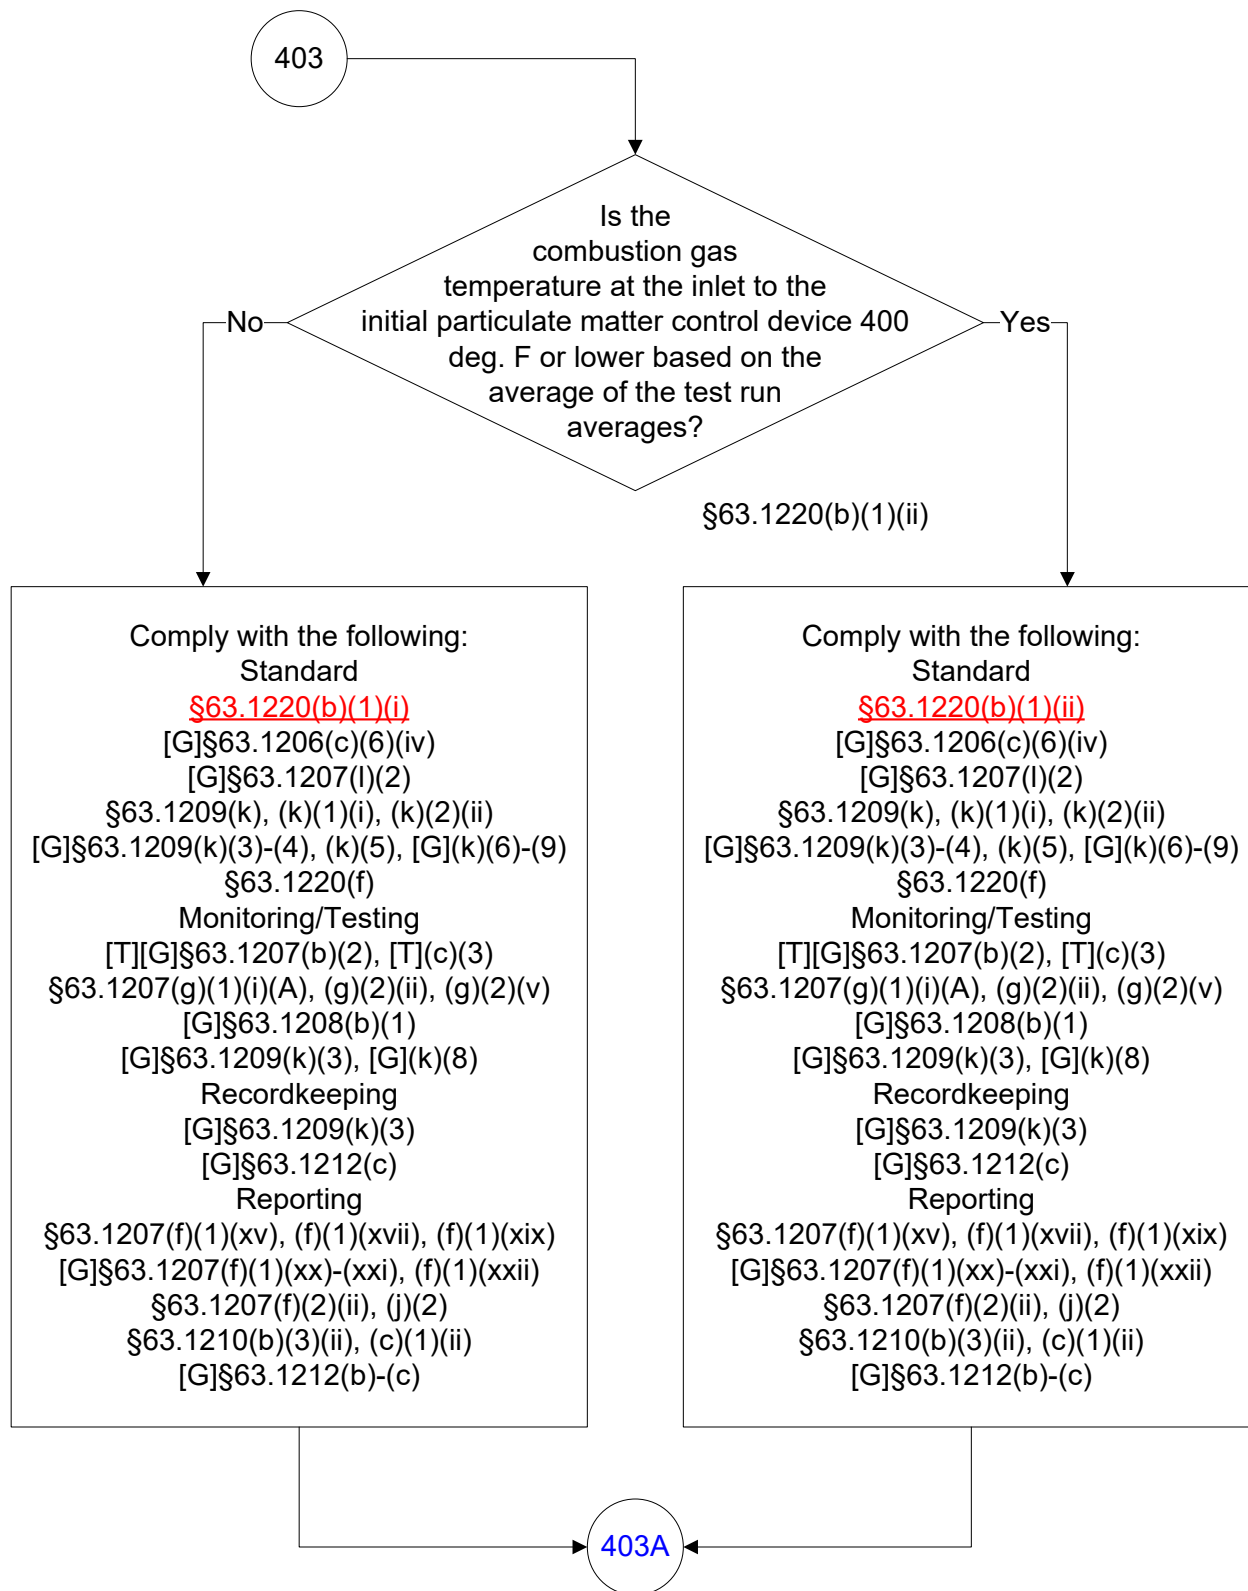 403
Is the
combustion gas
temperature at the inlet to the
initial particulate matter control device 400
deg. F or lower based on the
average of the test run
averages?
No
Yes
§63.1220(b)(1)(ii)
Comply with the following:
Standard
§63.1220(b)(1)(i)
[G]§63.1206(c)(6)(iv)
[G]§63.1207(l)(2)
§63.1209(k), (k)(1)(i), (k)(2)(ii)
[G]§63.1209(k)(3)-(4), (k)(5), [G](k)(6)-(9)
§63.1220(f)
Monitoring/Testing
[T][G]§63.1207(b)(2), [T](c)(3)
§63.1207(g)(1)(i)(A), (g)(2)(ii), (g)(2)(v)
[G]§63.1208(b)(1)
[G]§63.1209(k)(3), [G](k)(8)
Recordkeeping
[G]§63.1209(k)(3)
[G]§63.1212(c)
Reporting
§63.1207(f)(1)(xv), (f)(1)(xvii), (f)(1)(xix)
[G]§63.1207(f)(1)(xx)-(xxi), (f)(1)(xxii)
§63.1207(f)(2)(ii), (j)(2)
§63.1210(b)(3)(ii), (c)(1)(ii)
[G]§63.1212(b)-(c)
Comply with the following:
Standard
§63.1220(b)(1)(ii)
[G]§63.1206(c)(6)(iv)
[G]§63.1207(l)(2)
§63.1209(k), (k)(1)(i), (k)(2)(ii)
[G]§63.1209(k)(3)-(4), (k)(5), [G](k)(6)-(9)
§63.1220(f)
Monitoring/Testing
[T][G]§63.1207(b)(2), [T](c)(3)
§63.1207(g)(1)(i)(A), (g)(2)(ii), (g)(2)(v)
[G]§63.1208(b)(1)
[G]§63.1209(k)(3), [G](k)(8)
Recordkeeping
[G]§63.1209(k)(3)
[G]§63.1212(c)
Reporting
§63.1207(f)(1)(xv), (f)(1)(xvii), (f)(1)(xix)
[G]§63.1207(f)(1)(xx)-(xxi), (f)(1)(xxii)
§63.1207(f)(2)(ii), (j)(2)
§63.1210(b)(3)(ii), (c)(1)(ii)
[G]§63.1212(b)-(c)
403A